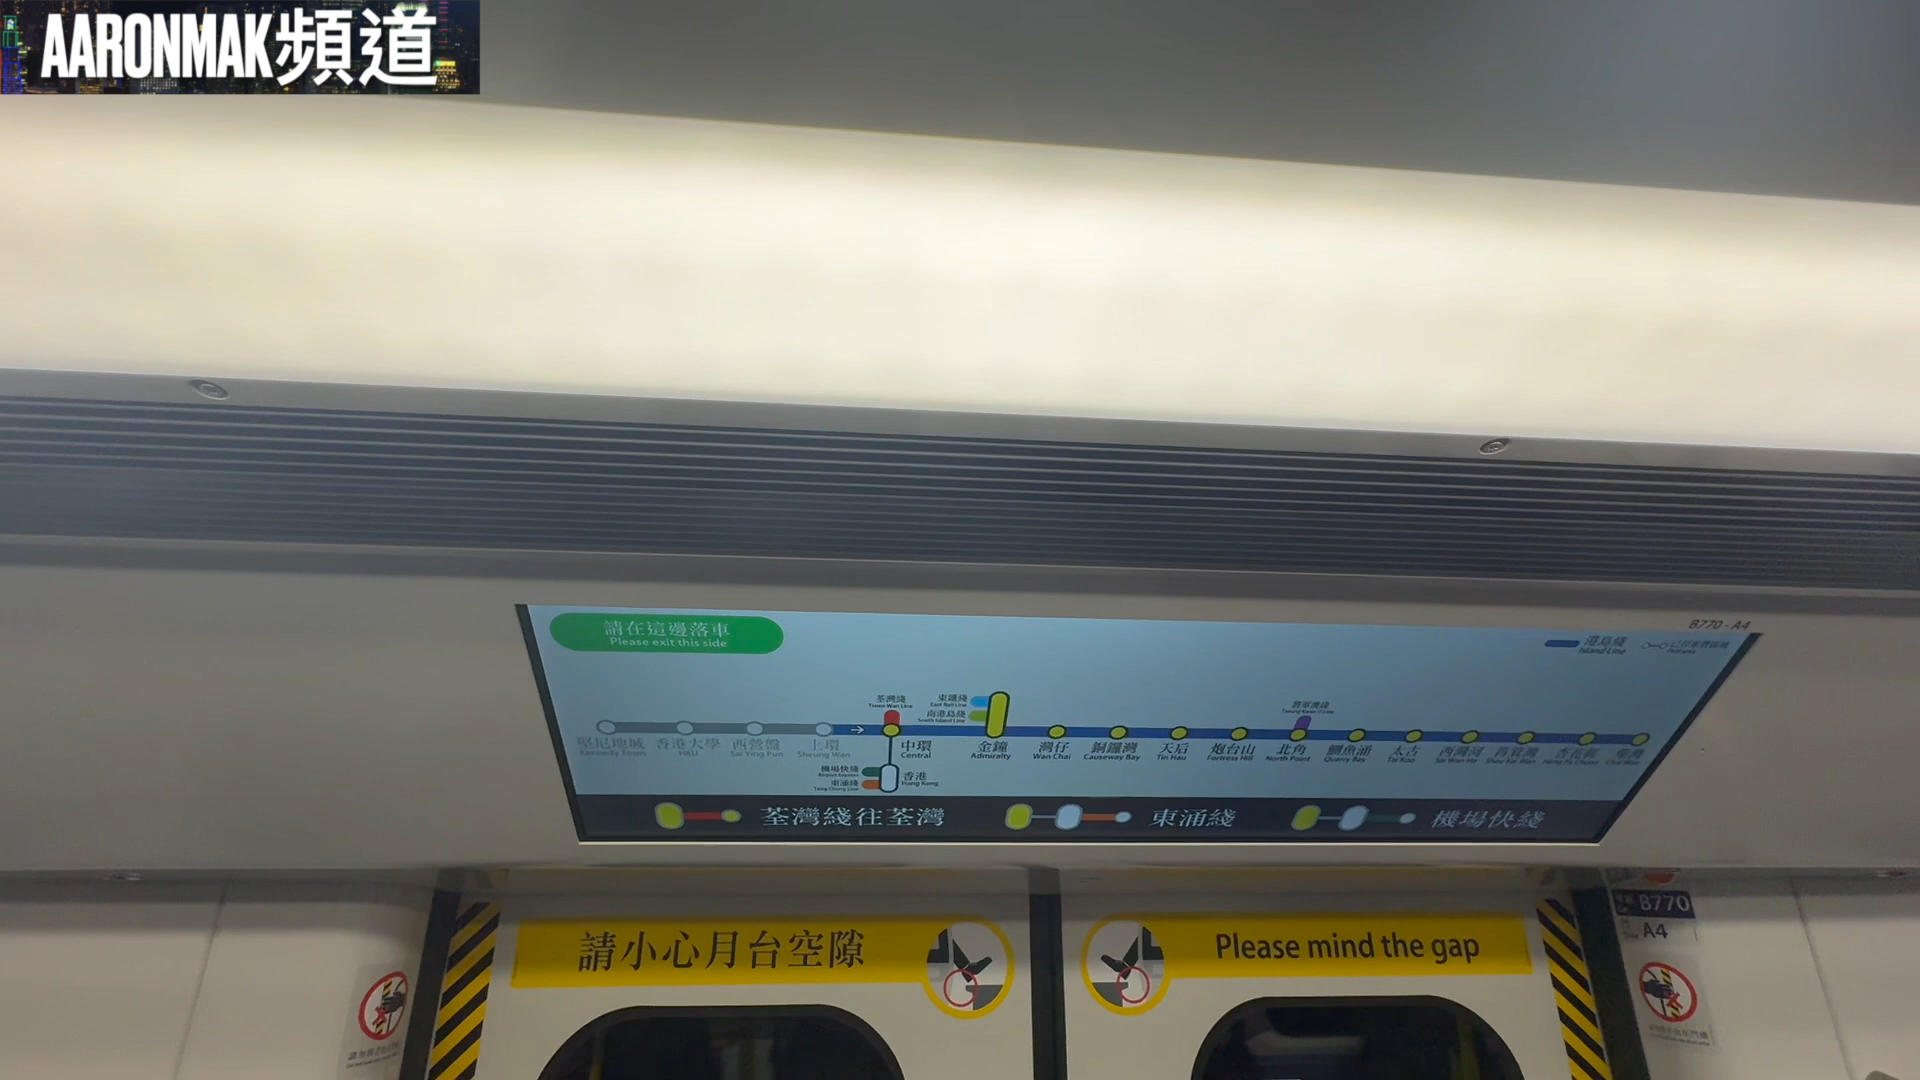 AARONMAK頻道
B770 - A4
請在這邊落車
Please exit this side
港島綫
Island Line
荃灣綫
Tsuen Wan Line
東鐵綫
East Rail Line
南港島綫
South Island Line
將軍澳綫
Tseung Kwan O Line
堅尼地城
Kennedy Town
香港大學
HKU
西營盤
Sai Ying Pun
上環
Sheung Wan
中環
Central
金鐘
Admiralty
灣仔
Wan Chai
銅鑼灣
Causeway Bay
天后
Tin Hau
炮台山
Fortress Hill
北角
North Point
鰂魚涌
Quarry Bay
太古
Tai Koo
西灣河
Sai Wan Ho
筲箕灣
Shau Kei Wan
杏花邨
Heng Fa Chuen
柴灣
Chai Wan
機場快綫
Airport Express
東涌綫
Tung Chung Line
香港
Hong Kong
荃灣綫往荃灣
東涌綫
機場快綫
請小心月台空隙
Please mind the gap
B770
A4